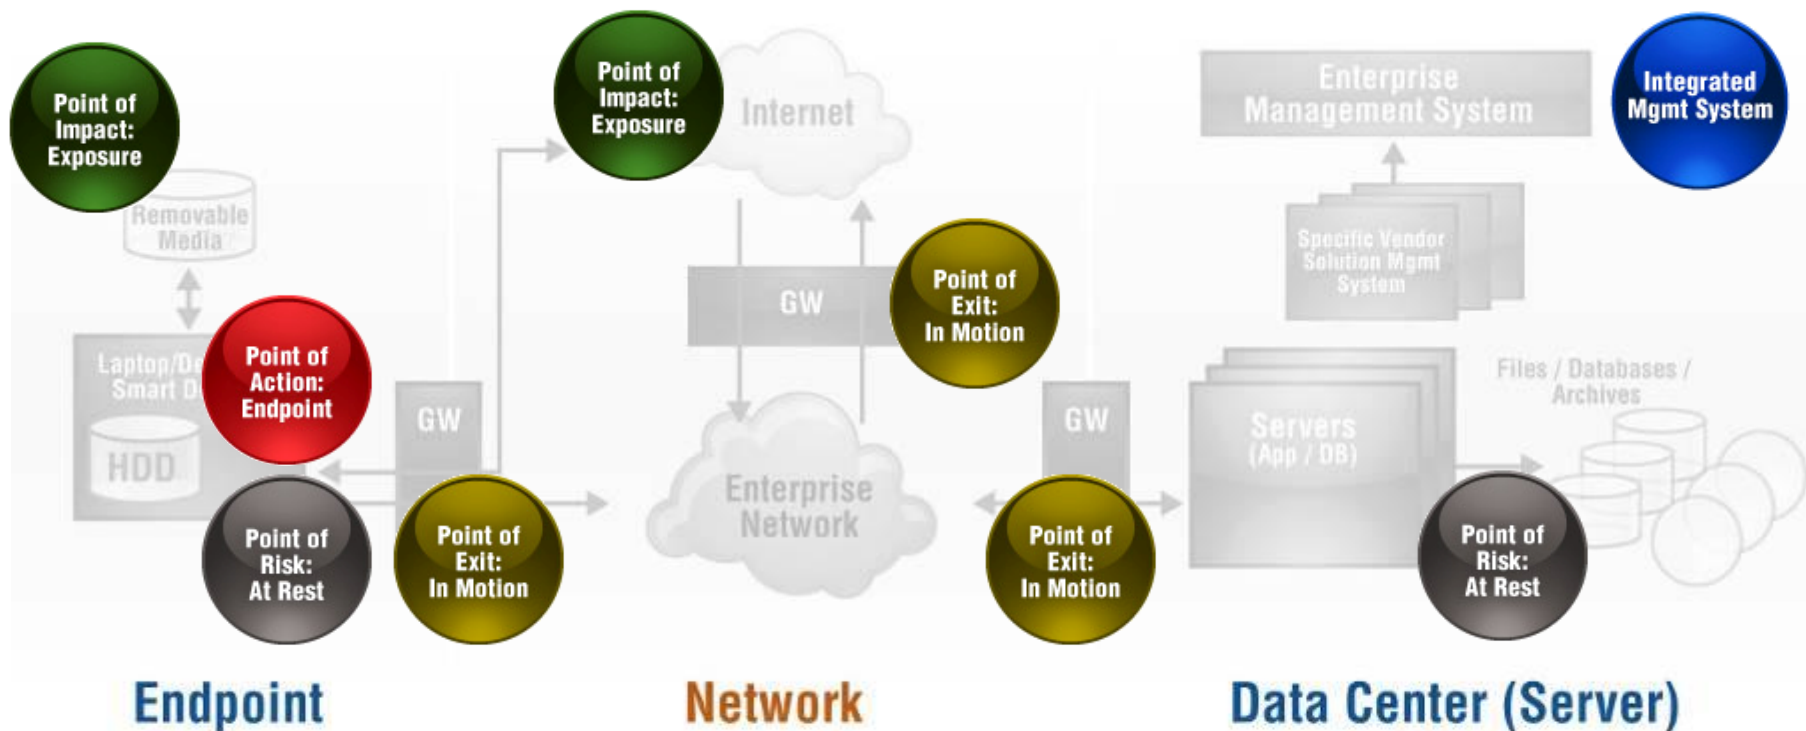 Point of
Impact:
Exposure
Removable
Media
Point of
Action:
Endpoint
HDD
Point of
Risk:
At Rest
GW
Point of
Exit:
In Motion
Point of
Impact:
Exposure
Internet
GW
Point of
Exit:
In Motion
Enterprise
Network
GW
Point of
Exit:
In Motion
Enterprise
Management System
Integrated
Mgmt System
Specific Vendor
Solution Mgmt
System
Servers
(App / DB)
Files / Databases /
Archives
Point of
Risk:
At Rest
Laptop/De
Smart D
Endpoint
Network
Data Center (Server)